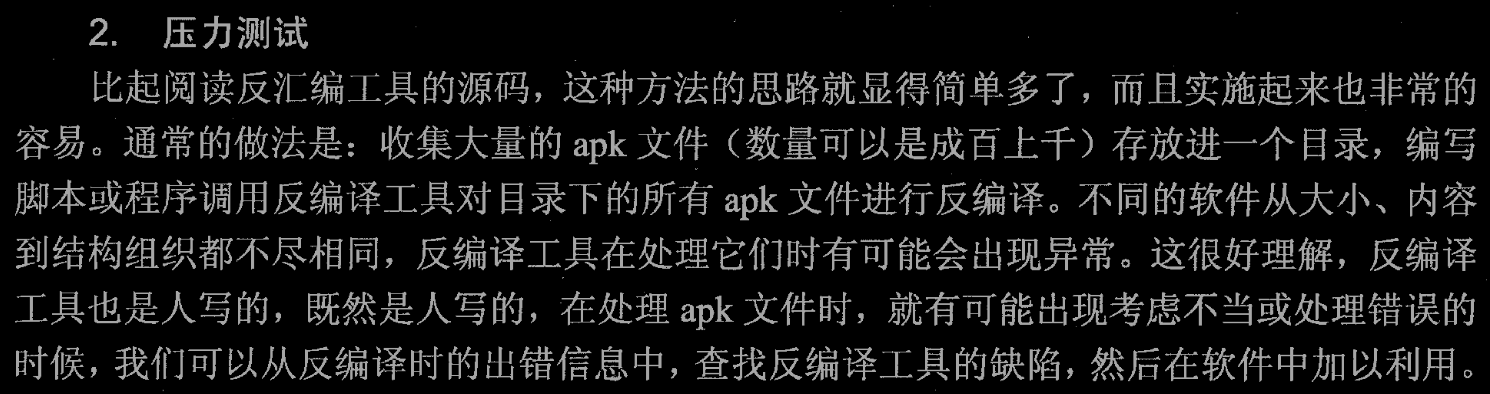 2. 压力测试
比起阅读反汇编工具的源码，这种方法的思路就显得简单多了，而且实施起来也非常的
容易。通常的做法是：收集大量的 apk 文件（数量可以是成百上千）存放进一个目录，编写
脚本或程序调用反编译工具对目录下的所有 apk 文件进行反编译。不同的软件从大小、内容
到结构组织都不尽相同，反编译工具在处理它们时有可能会出现异常。这很好理解，反编译
工具也是人写的，既然是人写的，在处理 apk 文件时，就有可能出现考虑不当或处理错误的
时候，我们可以从反编译时的出错信息中，查找反编译工具的缺陷，然后在软件中加以利用。